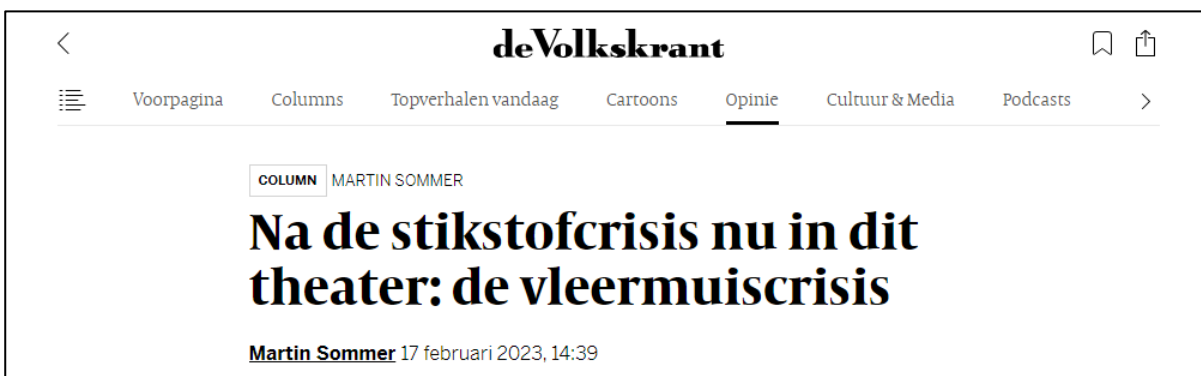 deVolkskrant
Voorpagina Columns Topverhalen vandaag Cartoons Opinie Cultuur & Media Podcasts
COLUMN MARTIN SOMMER
Na de stikstofcrisis nu in dit
theater: de vleermuiscrisis
Martin Sommer 17 februari 2023, 14:39